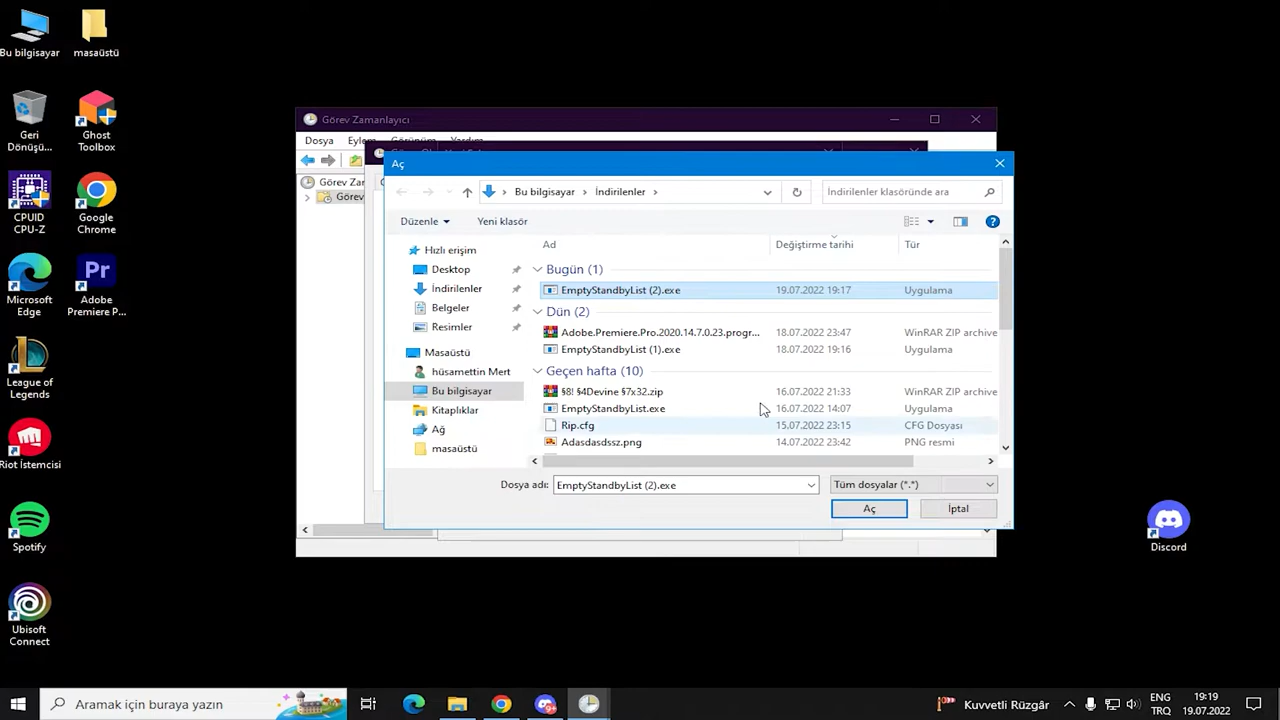 Bu bilgisayar
masaüstü
Geri
Dönüşü...
Ghost
Toolbox
CPUID
CPU-Z
Google
Chrome
Microsoft
Edge
Adobe
Premiere P...
League of
Legends
Riot İstemcisi
Spotify
Ubisoft
Connect
Discord
Görev Zamanlayıcı
Dosya Eylem Görünüm Yardım
Görev Zar
Görev
Aç
Bu bilgisayar İndirilenler
İndirilenler klasöründe ara
Düzenle Yeni klasör
Ad Değiştirme tarihi Tür
Hızlı erişim
Desktop
İndirilenler
Belgeler
Resimler
Masaüstü
hüsamettin Mert
Bu bilgisayar
Kitaplıklar
Ağ
masaüstü
Bugün (1)
EmptyStandbyList (2).exe 19.07.2022 19:17 Uygulama
Dün (2)
Adobe.Premiere.Pro.2020.14.7.0.23.progr... 18.07.2022 23:47 WinRAR ZIP archive
EmptyStandbyList (1).exe 18.07.2022 19:16 Uygulama
Geçen hafta (10)
§8! §4Devine §7x32.zip 16.07.2022 21:33 WinRAR ZIP archive
EmptyStandbyList.exe 16.07.2022 14:07 Uygulama
Rip.cfg 15.07.2022 23:15 CFG Dosyası
Adasdasdssz.png 14.07.2022 23:42 PNG resmi
Dosya adı: EmptyStandbyList (2).exe Tüm dosyalar (*.*)
Aç İptal
Aramak için buraya yazın
Kuvvetli Rüzgâr
ENG
TRQ
19:19
19.07.2022